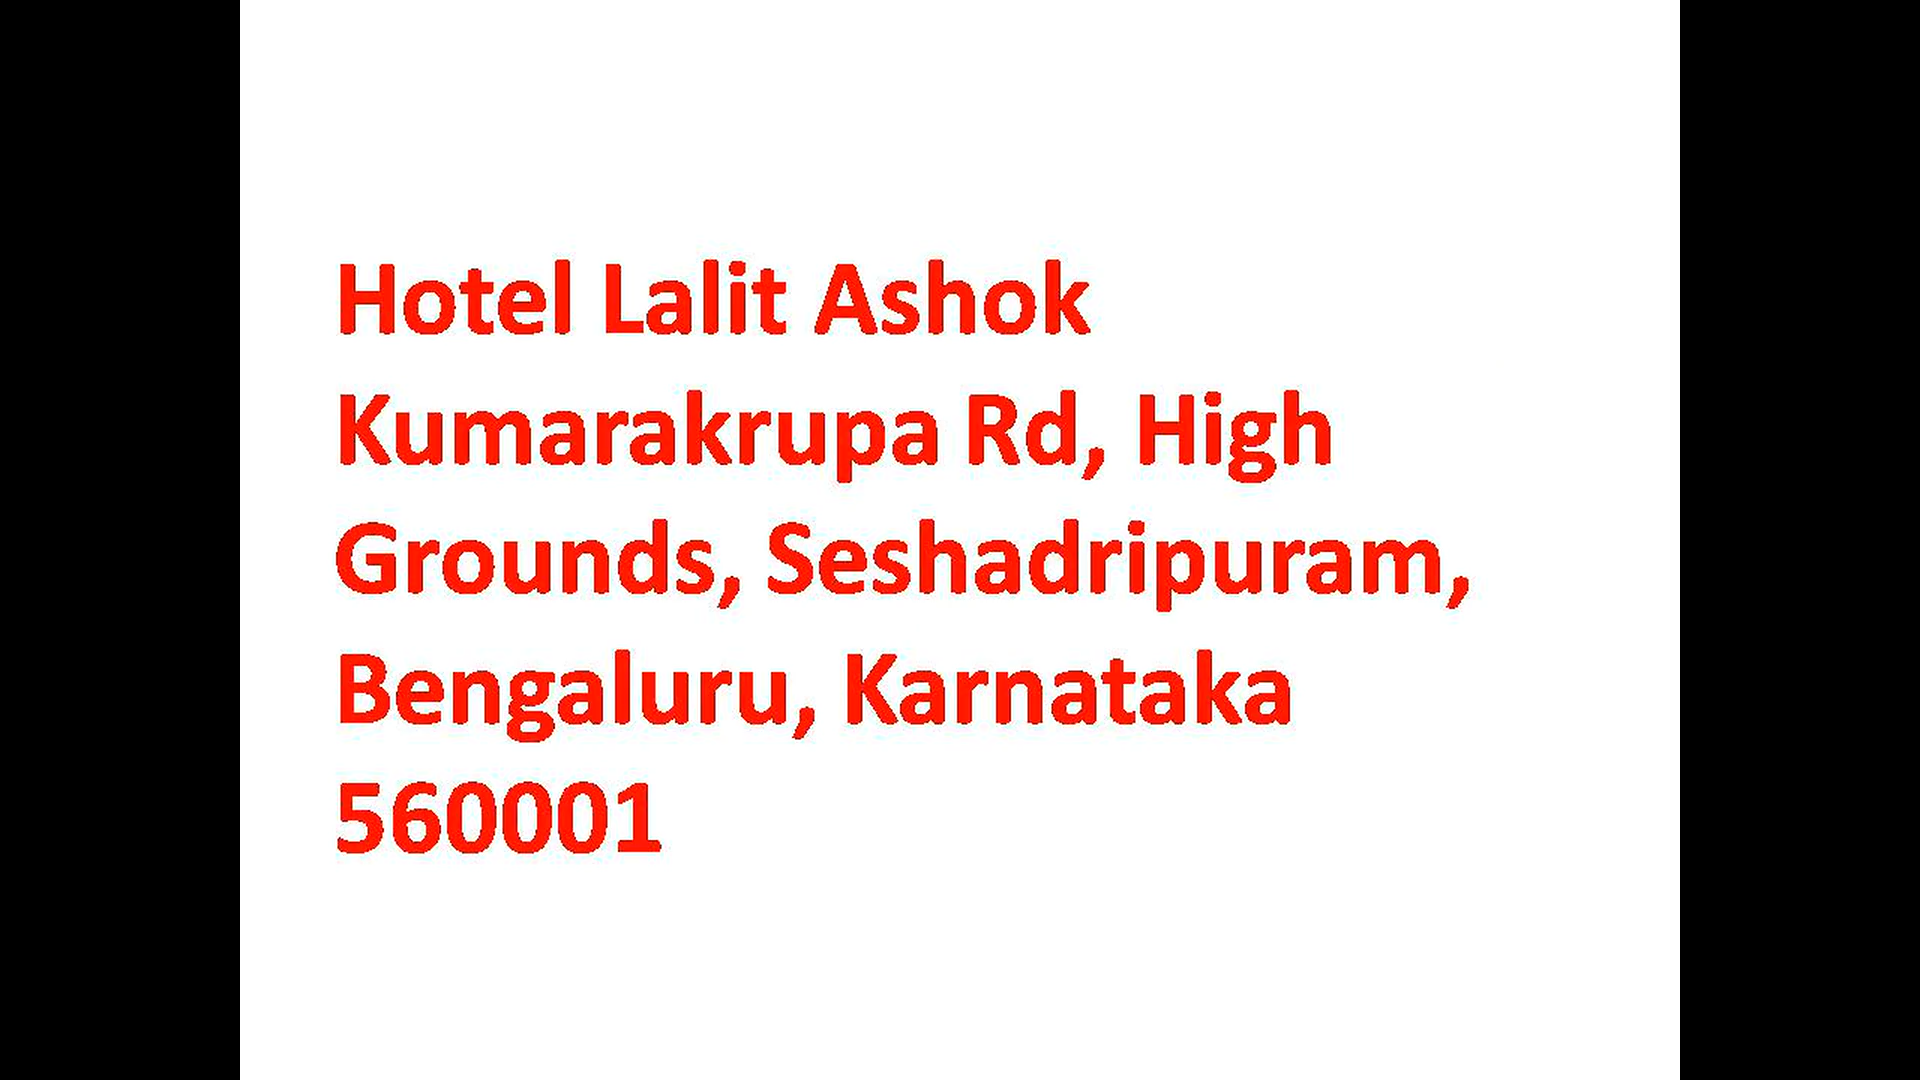 Hotel Lalit Ashok
Kumarakrupa Rd, High
Grounds, Seshadripuram,
Bengaluru, Karnataka
560001